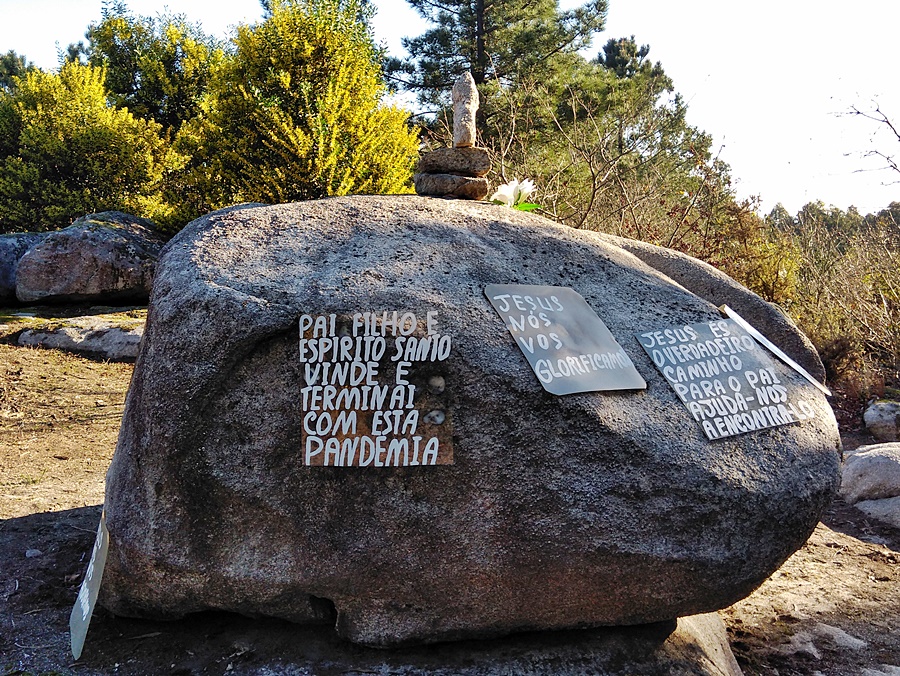 PAI FILHO E
ESPIRITO SANTO
VINDE E
TERMINAI
COM ESTA
PANDEMIA
JESUS
NÓS
VOS
GLORIFICAMOS
JESUS ÉS
O VERDADEIRO
CAMINHO
PARA O PAI
AJUDA-NOS
A ENCONTRA-LO